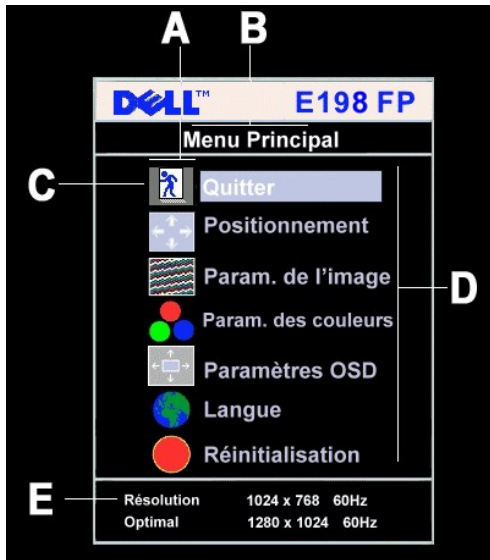 A B
DELL™ E198 FP
Menu Principal
C
Quitter
Positionnement
Param. de l'image
D
Param. des couleurs
Paramètres OSD
Langue
Réinitialisation
E
Résolution 1024 x 768 60Hz
Optimal 1280 x 1024 60Hz